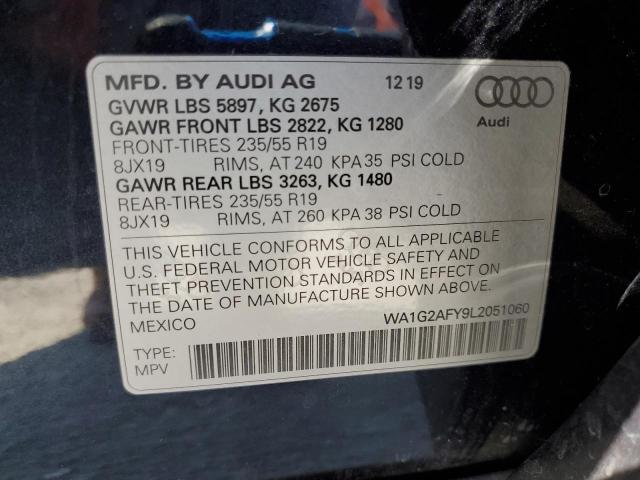 MFD. BY AUDI AG 12 19
GVWR LBS 5897, KG 2675
GAWR FRONT LBS 2822, KG 1280
FRONT-TIRES 235/55 R19
8JX19 RIMS, AT 240 KPA 35 PSI COLD
GAWR REAR LBS 3263, KG 1480
REAR-TIRES 235/55 R19
8JX19 RIMS, AT 260 KPA 38 PSI COLD
Audi
THIS VEHICLE CONFORMS TO ALL APPLICABLE
U.S. FEDERAL MOTOR VEHICLE SAFETY AND
THEFT PREVENTION STANDARDS IN EFFECT ON
THE DATE OF MANUFACTURE SHOWN ABOVE.
MEXICO WA1G2AFY9L2051060
TYPE:
MPV